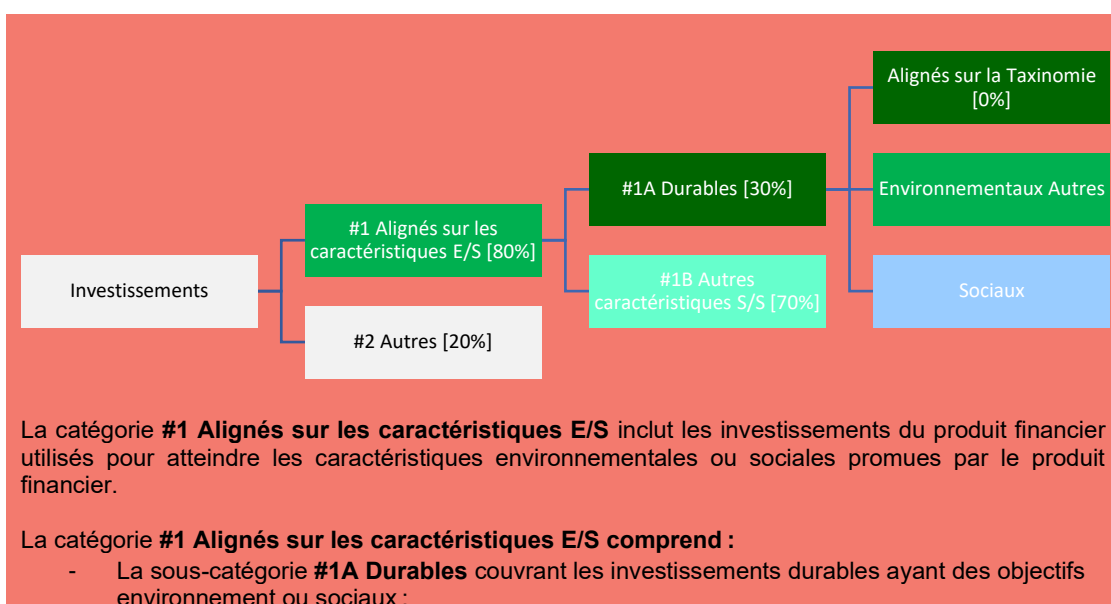 Alignés sur la Taxinomie
[0%]
#1A Durables [30%]
Environnementaux Autres
#1 Alignés sur les
caractéristiques E/S [80%]
Investissements
#1B Autres
caractéristiques S/S [70%]
Sociaux
#2 Autres [20%]
La catégorie #1 Alignés sur les caractéristiques E/S inclut les investissements du produit financier
utilisés pour atteindre les caractéristiques environnementales ou sociales promues par le produit
financier.
La catégorie #1 Alignés sur les caractéristiques E/S comprend :
- La sous-catégorie #1A Durables couvrant les investissements durables ayant des objectifs
environnement ou sociaux ;